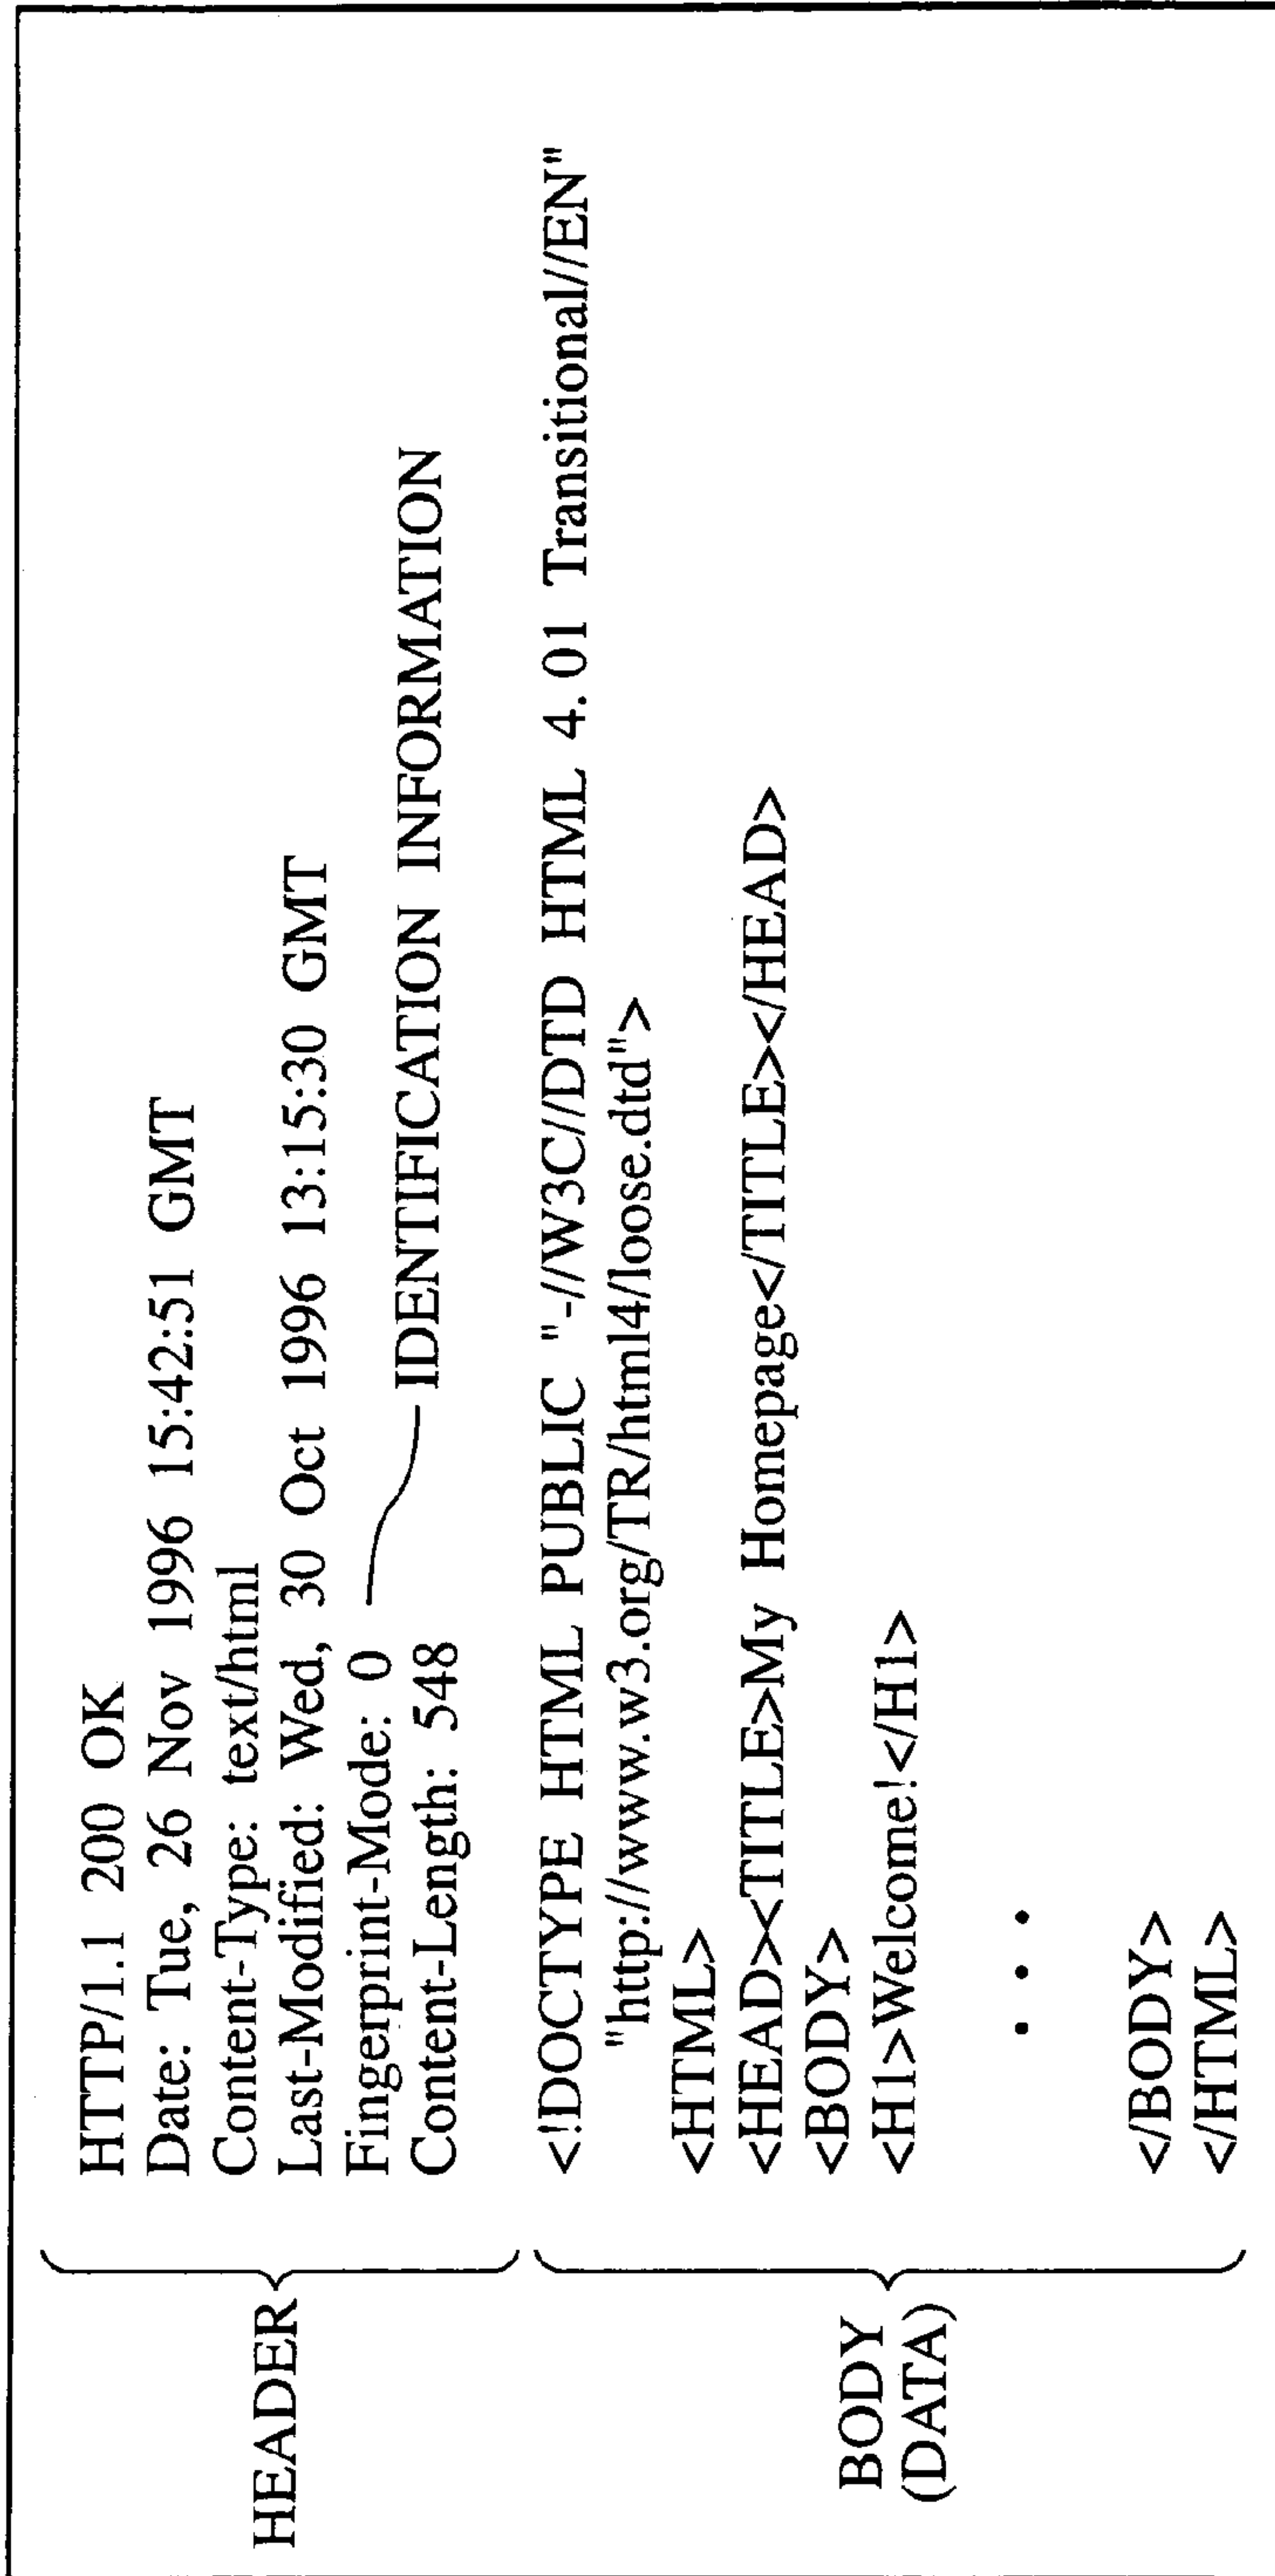 HEADER
HTTP/1.1 200 OK
Date: Tue, 26 Nov 1996 15:42:51 GMT
Content-Type: text/html
Last-Modified: Wed, 30 Oct 1996 13:15:30 GMT
Fingerprint-Mode: 0
IDENTIFICATION INFORMATION
Content-Length: 548
BODY
(DATA)
<!DOCTYPE HTML PUBLIC "-//W3C//DTD HTML 4. 01 Transitional//EN"
"http://www.w3.org/TR/html4/loose.dtd">
<HTML>
<HEAD><TITLE>My Homepage</TITLE></HEAD>
<BODY>
<H1>Welcome!</H1>
• • •
</BODY>
</HTML>